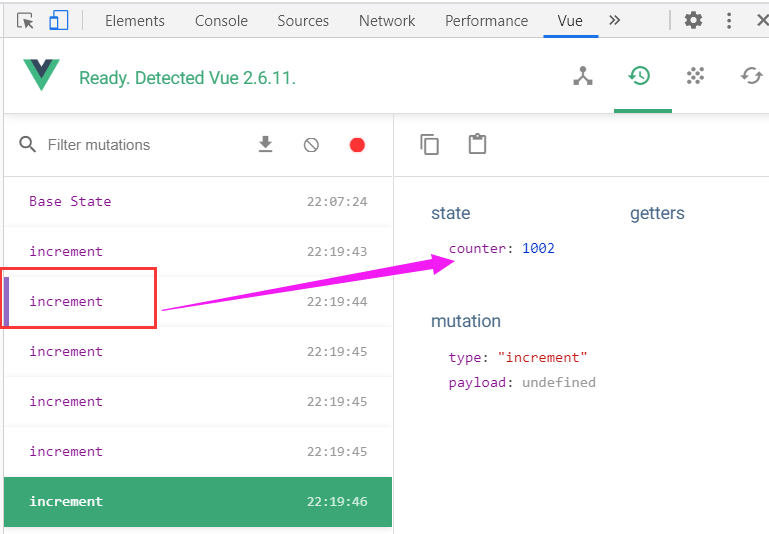 Elements Console Sources Network Performance Vue »
Ready. Detected Vue 2.6.11.
Filter mutations
Base State 22:07:24
increment 22:19:43
increment 22:19:44
increment 22:19:45
increment 22:19:45
increment 22:19:45
increment 22:19:46
state getters
counter: 1002
mutation
type: "increment"
payload: undefined